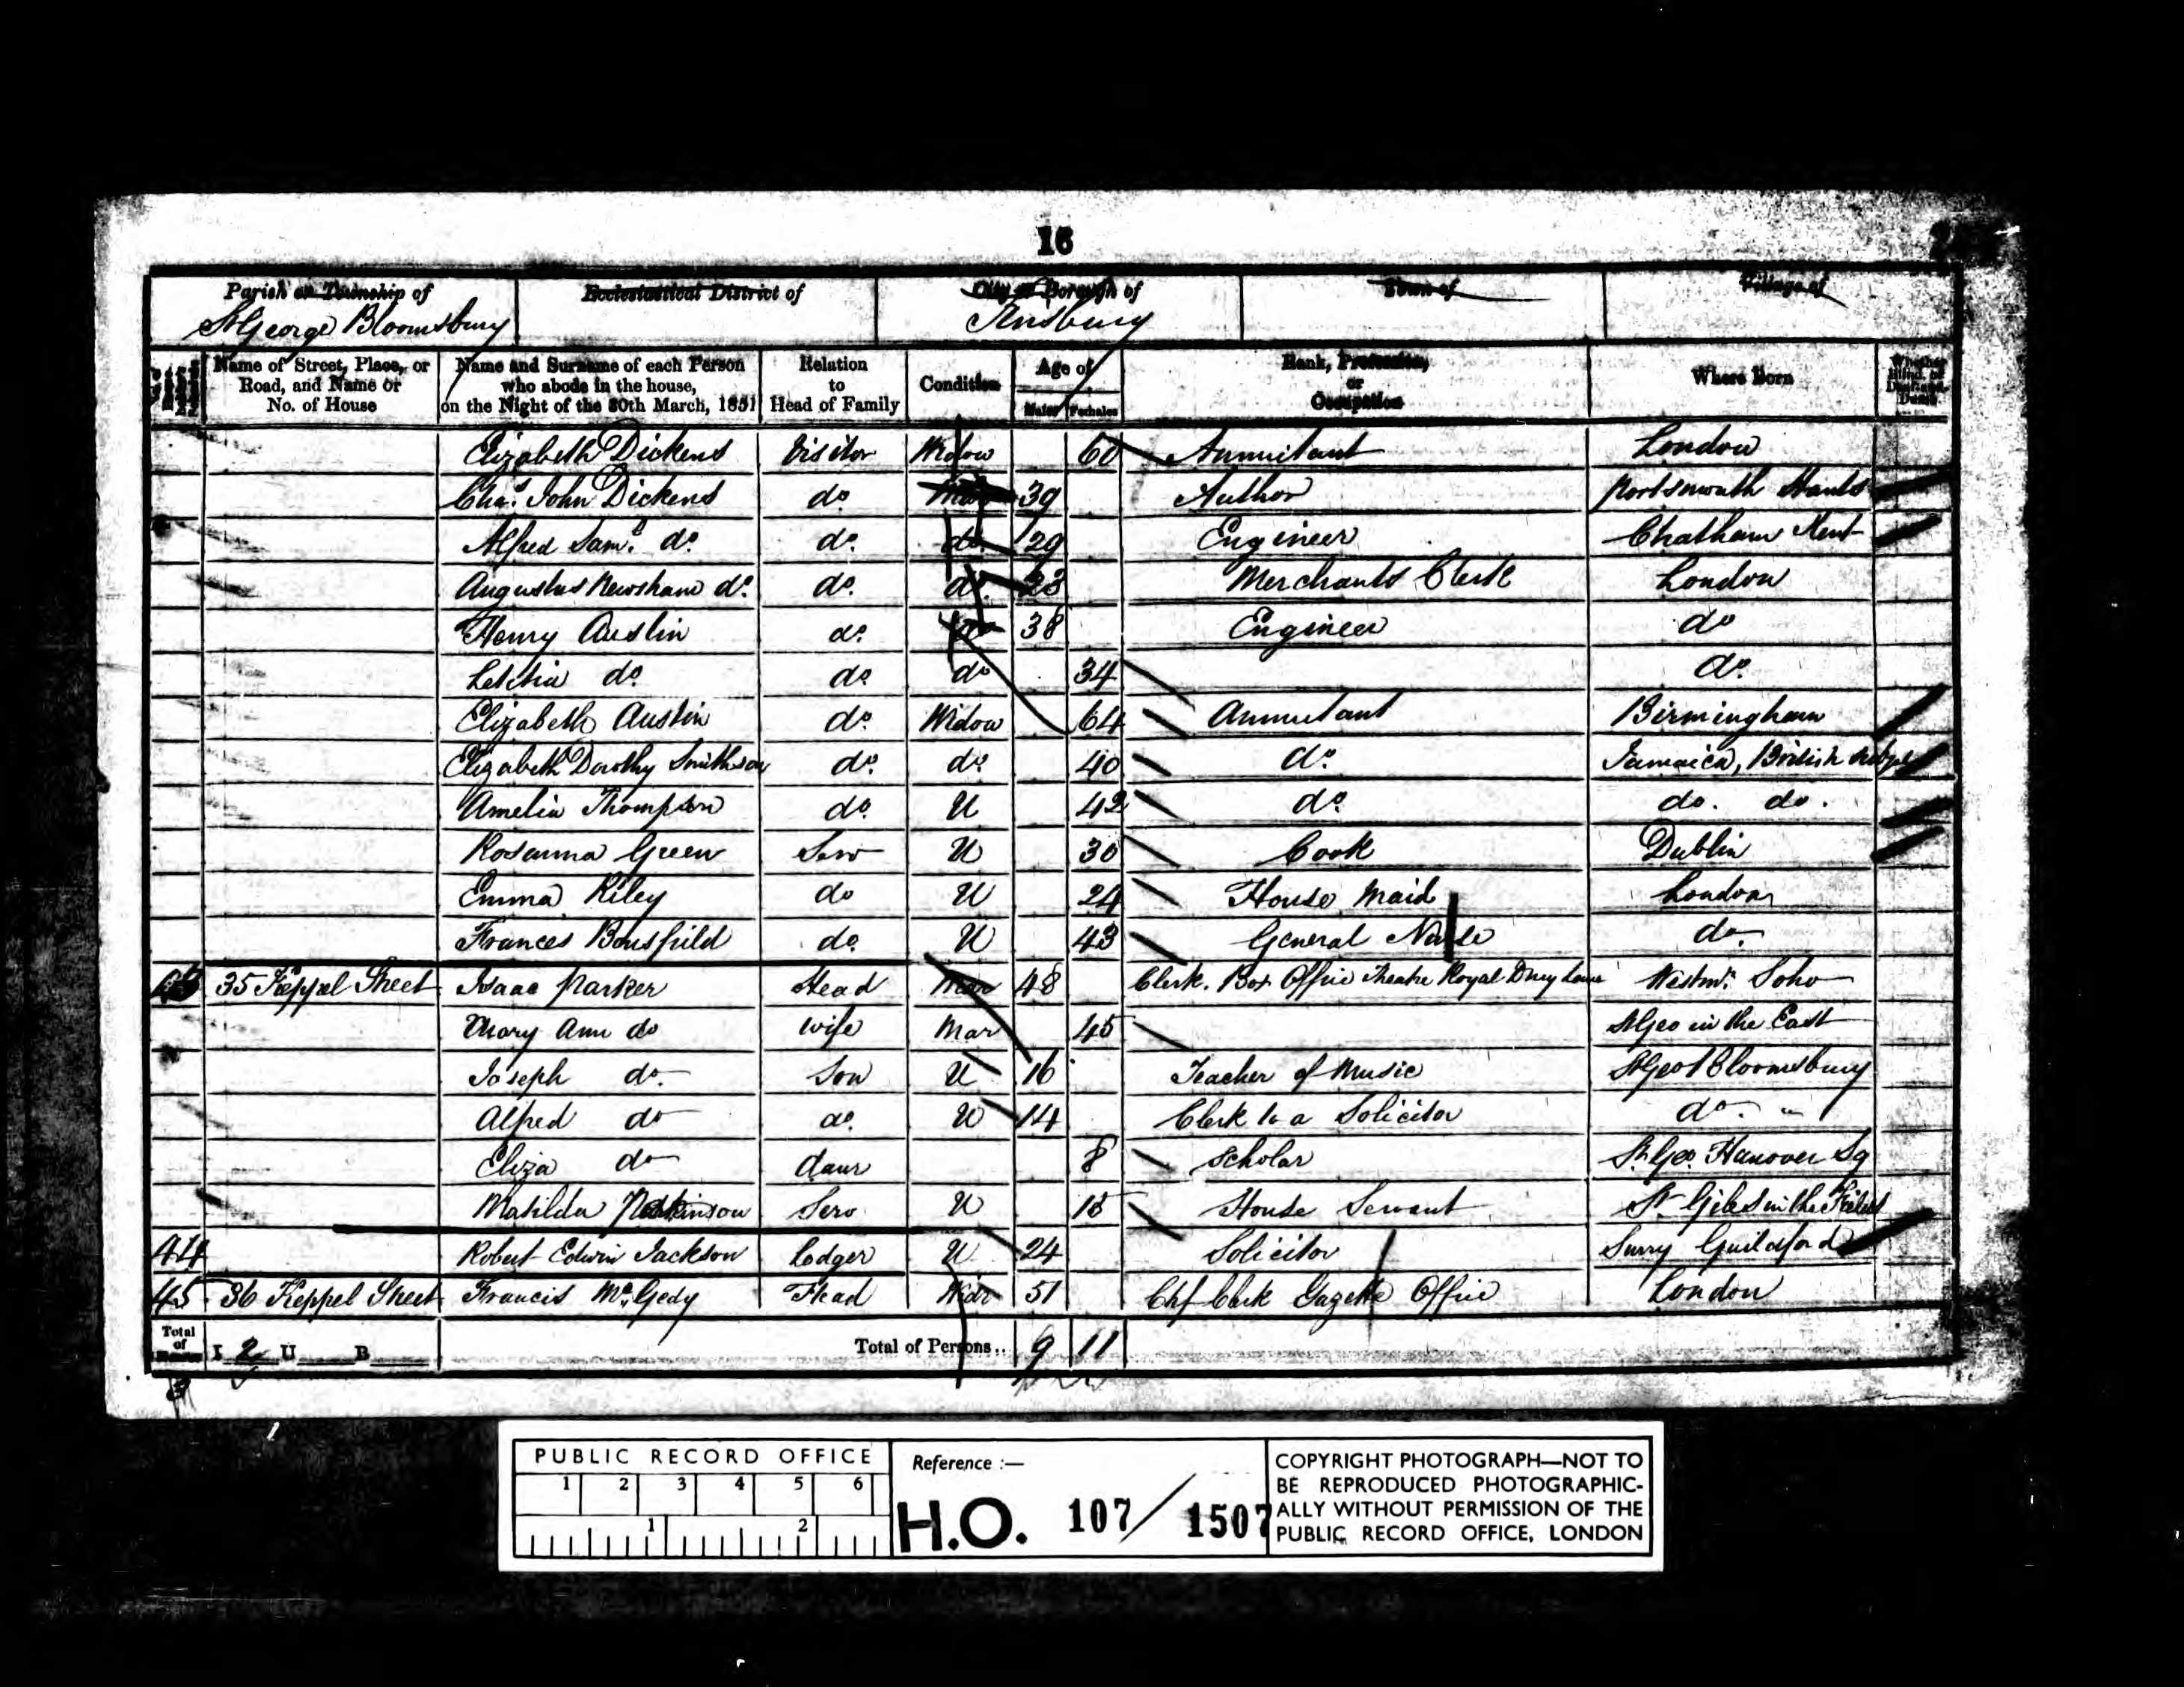 16
Parish or Township of Ecclesiastical District of City or Borough of Town of Village of
St George Bloomsbury Finsbury
Name of Street, Place, or Road, and Name or No. of House
Name and Surname of each Person who abode in the house, on the Night of the 30th March, 1851
Relation to Head of Family
Condition
Age of
Males Females
Rank, Profession, or Occupation
Where Born
Whether Blind, or Deaf-and-Dumb
Elizabeth Dickens Visitor Widow 60 Annuitant London
Chas. John Dickens do. Mar 39 Author Portsmouth Hants
Alfred Saml. do. do. do. 29 Engineer Chatham Kent
Augustus Newsham do. do. do. 23 Merchants Clerk London
Henry Austin do. do 38 Engineer do
Letitia do. do. do 34 do.
Elizabeth Austin do. Widow 64 Annuitant Birmingham
Elizabeth Dorothy Smithson do. do. 40 do. Jamaica, British
Amelia Thompson do. U 42 do. do. do.
Rosanna Green Serv U 30 Cook Dublin
Emma Riley do U 24 House Maid London
Frances Bousfield do. U 43 General Nurse do.
35 Keppel Street Isaac Parker Head Mar 48 Clerk. Box Office Theatre Royal Drury Lane Westmr. Soho
Mary Ann do Wife Mar 45 St Geo in the East
Joseph do. Son U 16 Teacher of Music St Geo Bloomsbury
Alfred do do. U 14 Clerk to a Solicitor do. "
Eliza do Daur 8 Scholar St. Geo. Hanover Sq
Matilda Serv U House Servant St Giles in the Fields
44 Robert Edwin Jackson Lodger U 24 Solicitor Surry Guildford
45 36 Keppel Street Francis Mc.Gedy Head Widr 51 Chf Clerk Gazette Office London
Total of Houses I 2 U B Total of Persons.. 9 11
3
PUBLIC RECORD OFFICE
1 2 3 4 5 6
1 2
Reference :—
H.O. 107/1507
COPYRIGHT PHOTOGRAPH—NOT TO
BE REPRODUCED PHOTOGRAPHIC-
ALLY WITHOUT PERMISSION OF THE
PUBLIC RECORD OFFICE, LONDON